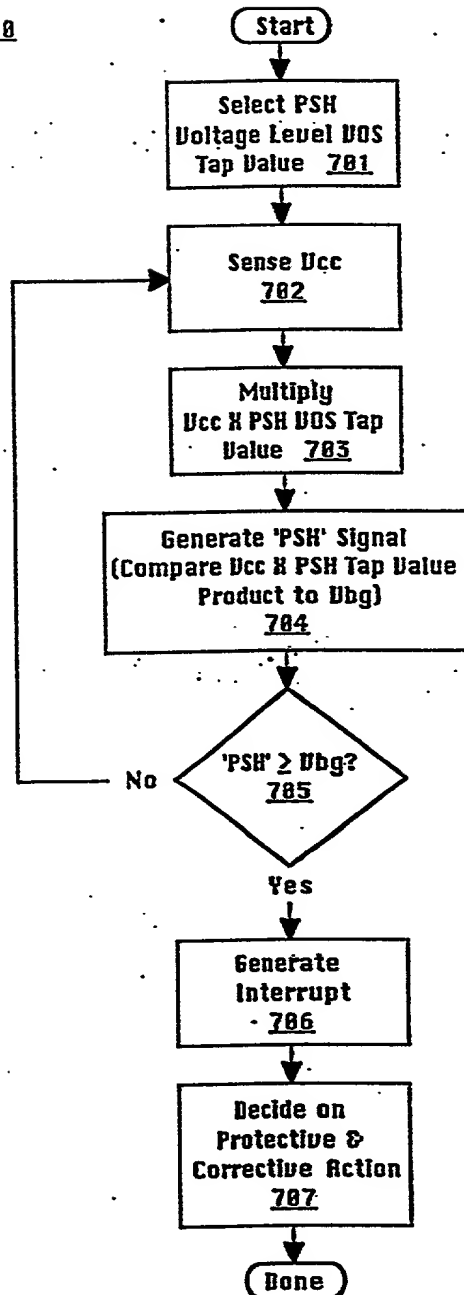 0
Start
Select PSH
Voltage Level VOS
Tap Value 701
Sense Vcc
702
Multiply
Vcc X PSH VOS Tap
Value 703
Generate 'PSH' Signal
(Compare Vcc X PSH Tap Value
Product to Vbg)
704
'PSH' ≥ Vbg?
705
No
Yes
Generate
Interrupt
706
Decide on
Protective &
Corrective Action
707
Done